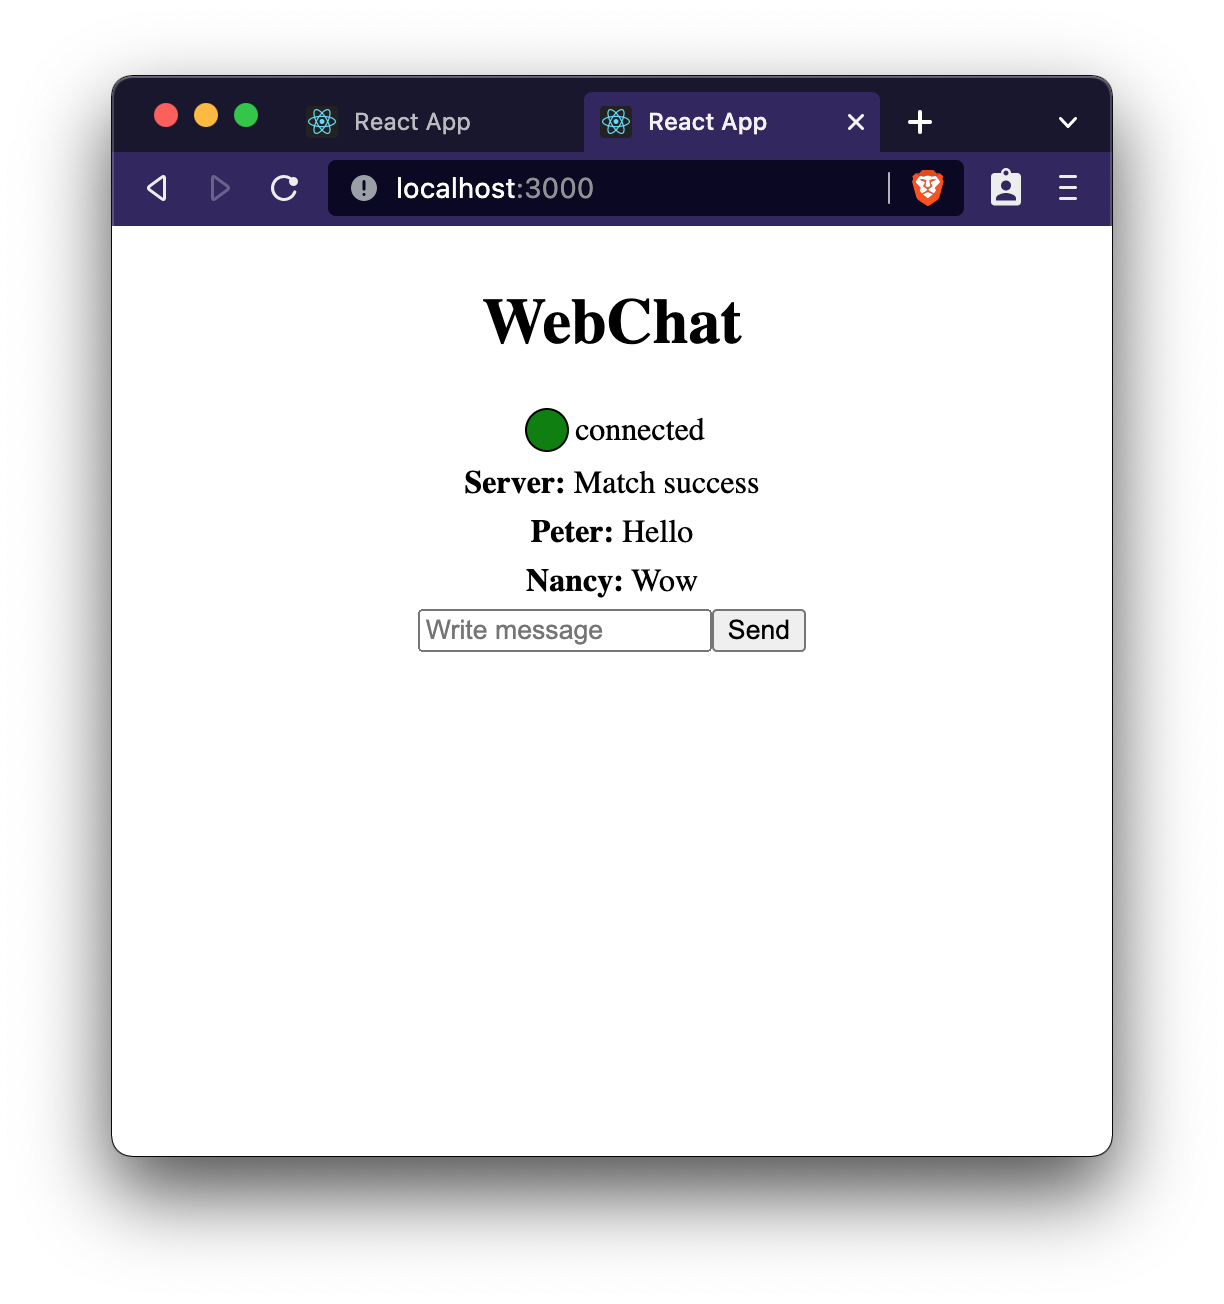 React App
React App
localhost:3000
WebChat
connected
Server: Match success
Peter: Hello
Nancy: Wow
Write message
Send